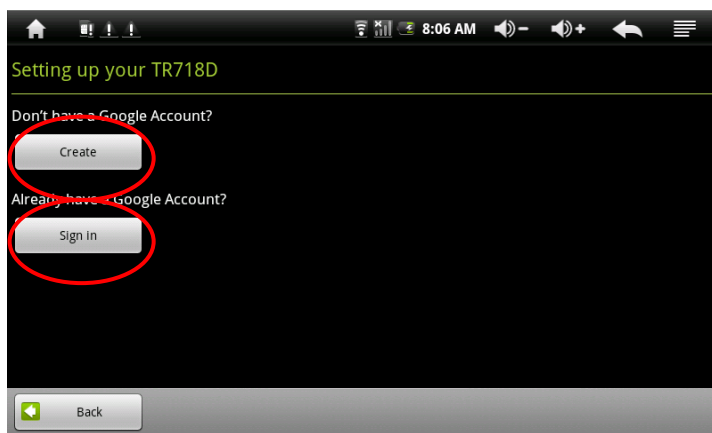 8:06 AM
Setting up your TR718D
Don't have a Google Account?
Create
Already have a Google Account?
Sign in
Back